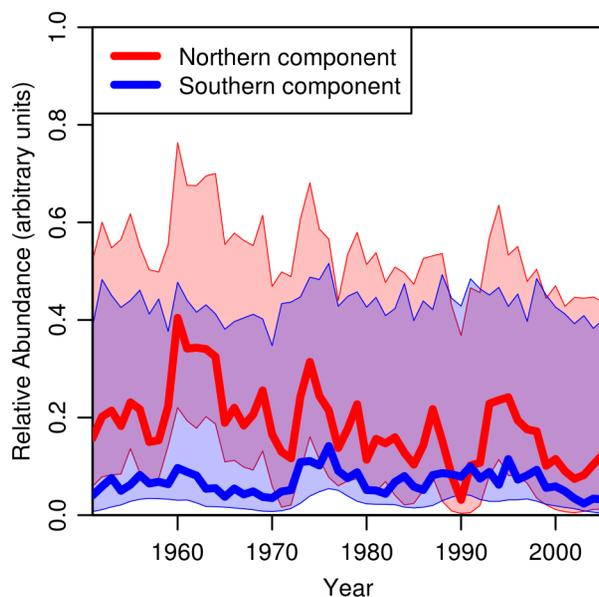 Northern component
Southern component
Relative Abundance (arbitrary units)
1.0
0.8
0.6
0.4
0.2
0.0
1960 1970 1980 1990 2000
Year